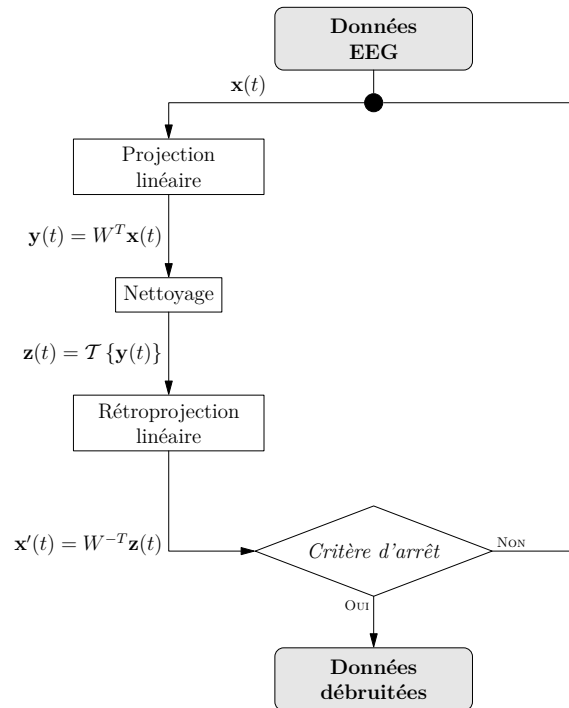 Données
EEG
x(t)
Projection
linéaire
y(t) = W^T x(t)
Nettoyage
z(t) = 𝒯 {y(t)}
Rétroprojection
linéaire
x′(t) = W^{−T} z(t)
Critère d'arrêt
Non
Oui
Données
débruitées